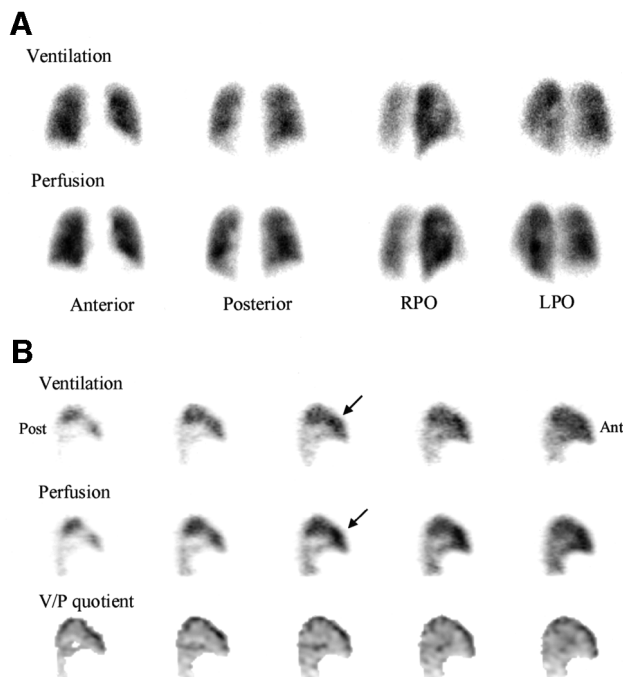 A
Ventilation
Perfusion
Anterior Posterior RPO LPO
B
Ventilation
Post Ant
Perfusion
V/P quotient